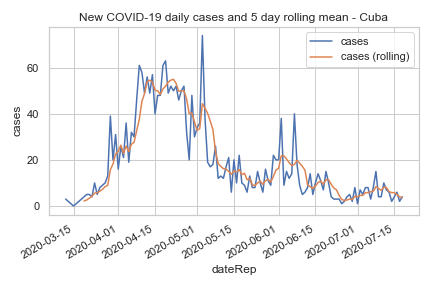 New COVID-19 daily cases and 5 day rolling mean - Cuba
cases
cases (rolling)
cases
60
40
20
0
2020-03-15
2020-04-01
2020-04-15
2020-05-01
2020-05-15
2020-06-01
2020-06-15
2020-07-01
2020-07-15
dateRep